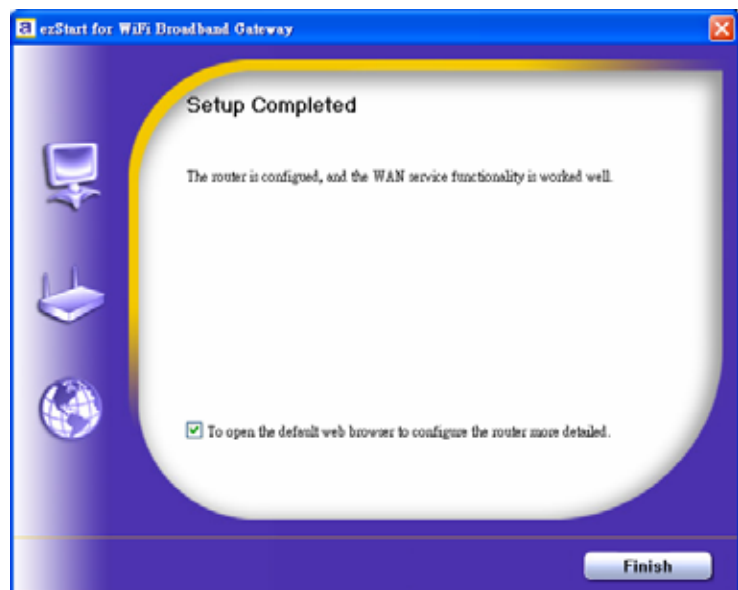 a ezStart for WiFi Broadband Gateway
Setup Completed
The router is configued, and the WAN service functionality is worked well.
To open the default web browser to configure the router more detailed.
Finish